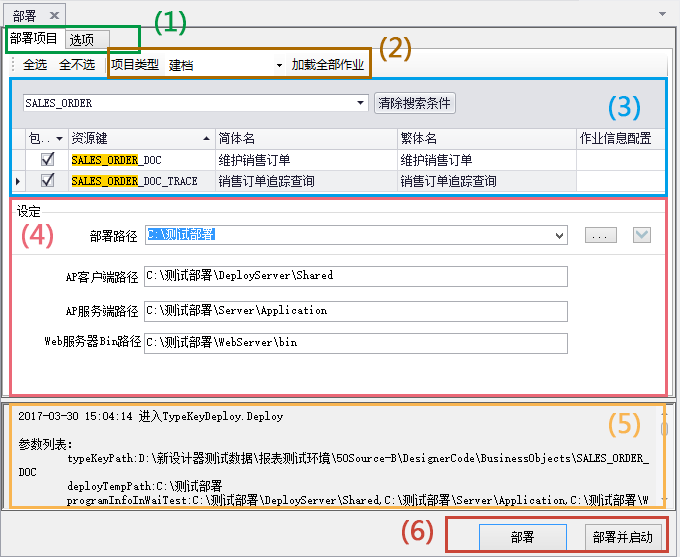 部署
(1)
部署项目 选项
(2)
全选 全不选 项目类型 建档 加载全部作业
SALES_ORDER 清除搜索条件 (3)
包.. 资源键 简体名 繁体名 作业信息配置
SALES_ORDER_DOC 维护销售订单 维护销售订单
SALES_ORDER_DOC_TRACE 销售订单追踪查询 销售订单追踪查询
设定
(4) 部署路径 C:\测试部署 ...
AP客户端路径 C:\测试部署\DeployServer\Shared
AP服务端路径 C:\测试部署\Server\Application
Web服务器Bin路径 C:\测试部署\WebServer\bin
2017-03-30 15:04:14 进入TypeKeyDeploy.Deploy
(5)
参数列表:
typeKeyPath:D:\新设计器测试数据\报表测试环境\50Source-B\DesignerCode\BusinessObjects\SALES_ORDER_
DOC
deployTempPath:C:\测试部署
programInfoInWaiTest:C:\测试部署\DeployServer\Shared,C:\测试部署\Server\Application,C:\测试部署\W
(6) 部署 部署并启动